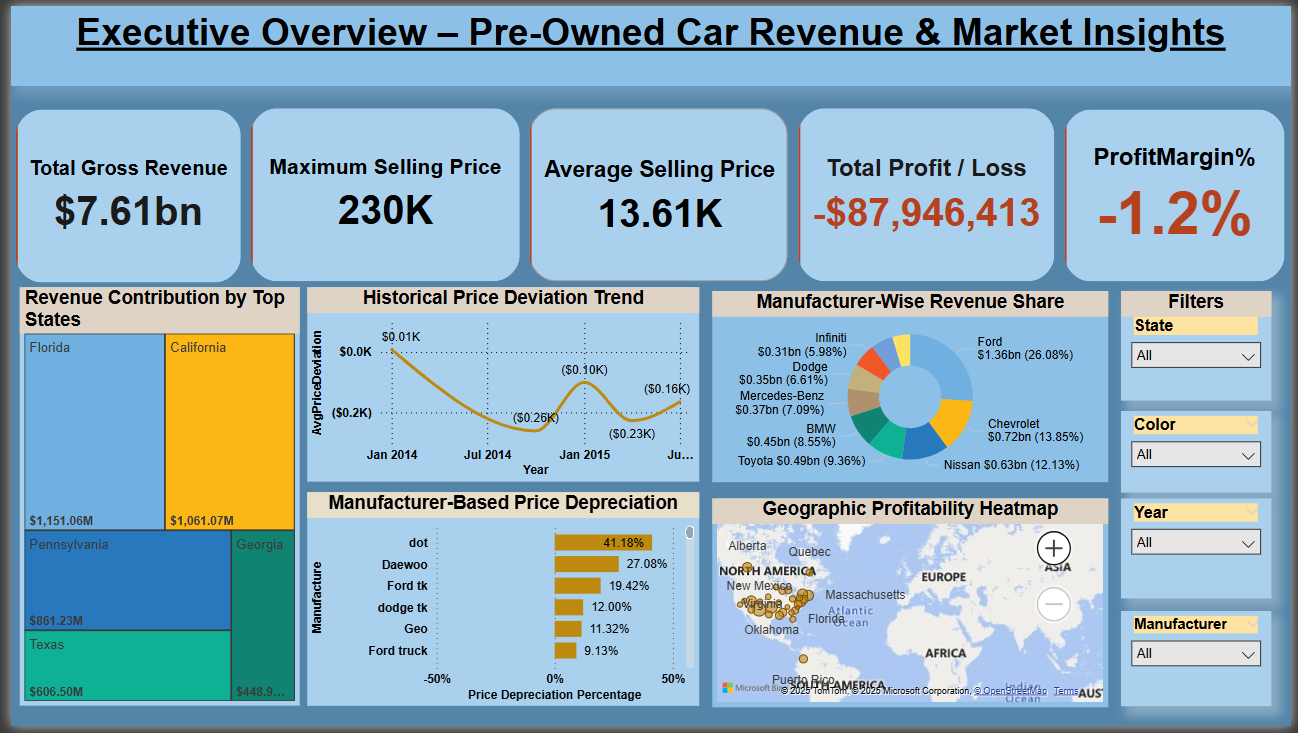 Executive Overview – Pre-Owned Car Revenue & Market Insights
Total Gross Revenue
$7.61bn
Maximum Selling Price
230K
Average Selling Price
13.61K
Total Profit / Loss
-$87,946,413
ProfitMargin%
-1.2%
Revenue Contribution by Top
States
Florida
$1,151.06M
California
$1,061.07M
Pennsylvania
$861.23M
Georgia
$448.9...
Texas
$606.50M
Historical Price Deviation Trend
AvgPriceDeviation
$0.0K
($0.2K)
$0.01K
($0.26K)
($0.10K)
($0.23K)
($0.16K)
Jan 2014
Jul 2014
Jan 2015
Ju...
Year
Manufacturer-Based Price Depreciation
Manufacture
dot
41.18%
Daewoo
27.08%
Ford tk
19.42%
dodge tk
12.00%
Geo
11.32%
Ford truck
9.13%
-50%
0%
50%
Price Depreciation Percentage
Manufacturer-Wise Revenue Share
Ford
$1.36bn (26.08%)
Chevrolet
$0.72bn (13.85%)
Nissan $0.63bn (12.13%)
Toyota $0.49bn (9.36%)
BMW
$0.45bn (8.55%)
Mercedes-Benz
$0.37bn (7.09%)
Dodge
$0.35bn (6.61%)
Infiniti
$0.31bn (5.98%)
Geographic Profitability Heatmap
Alberta
Quebec
NORTH AMERICA
New Mexico
Massachusetts
Virginia
Florida
Oklahoma
Atlantic
Ocean
EUROPE
ASIA
AFRICA
Puerto Rico
SOUTH AMERICA
Indian
Ocean
AUS
Microsoft Bing
© 2025 TomTom, © 2025 Microsoft Corporation, © OpenStreetMap Terms
Filters
State
All
Color
All
Year
All
Manufacturer
All